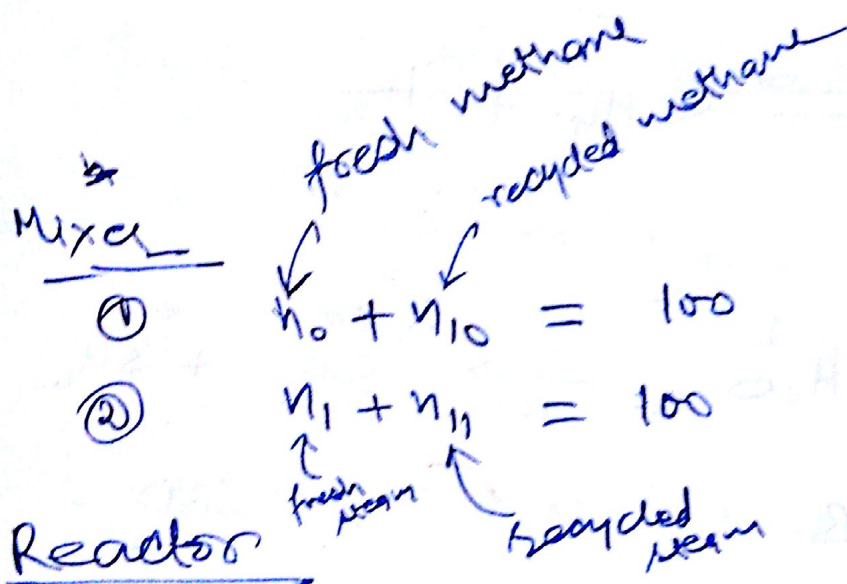 fresh methane
recycled methane
Mixer
① n₀ + n₁₀ = 100
② n₁ + n₁₁ = 100
fresh steam
recycled steam
Reactor